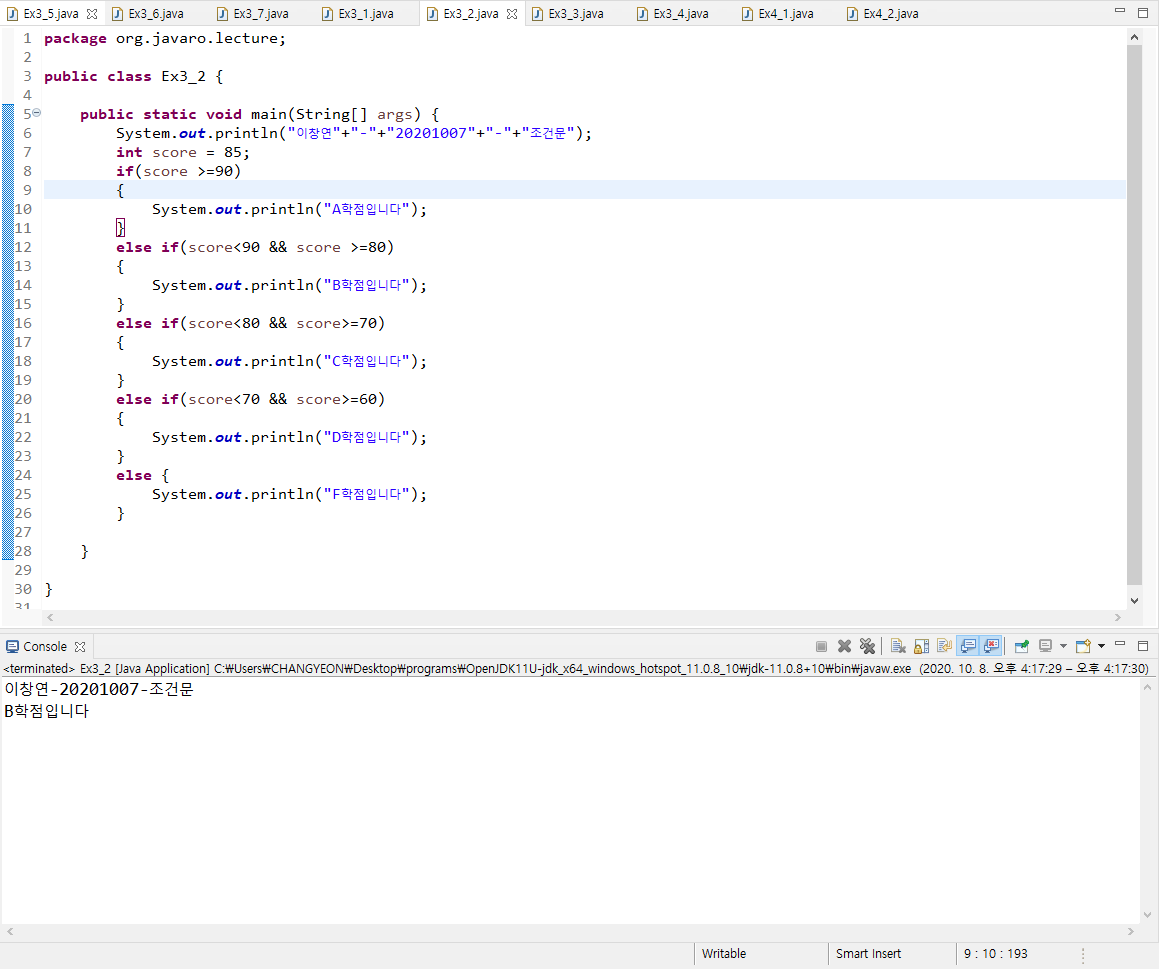 Ex3_5.java Ex3_6.java Ex3_7.java Ex3_1.java Ex3_2.java Ex3_3.java Ex3_4.java Ex4_1.java Ex4_2.java
1 package org.javaro.lecture;
2
3 public class Ex3_2 {
4
5 public static void main(String[] args) {
6 System.out.println("이창연"+"-"+"20201007"+"-"+"조건문");
7 int score = 85;
8 if(score >=90)
9 {
10 System.out.println("A학점입니다");
11 }
12 else if(score<90 && score >=80)
13 {
14 System.out.println("B학점입니다");
15 }
16 else if(score<80 && score>=70)
17 {
18 System.out.println("C학점입니다");
19 }
20 else if(score<70 && score>=60)
21 {
22 System.out.println("D학점입니다");
23 }
24 else {
25 System.out.println("F학점입니다");
26 }
27
28 }
29
30 }
31
Console
<terminated> Ex3_2 [Java Application] C:₩Users₩CHANGYEON₩Desktop₩programs₩OpenJDK11U-jdk_x64_windows_hotspot_11.0.8_10₩jdk-11.0.8+10₩bin₩javaw.exe (2020. 10. 8. 오후 4:17:29 – 오후 4:17:30)
이창연-20201007-조건문
B학점입니다
Writable Smart Insert 9 : 10 : 193